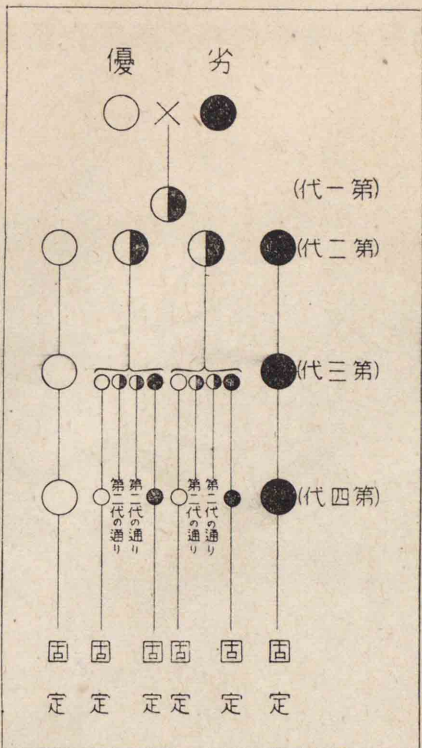 優 劣
(第一代)
(第二代)
(第三代)
(第四代)
第二代の通り
第二代の通り
第二代の通り
第二代の通り
固定
固定
固定
固定
固定
固定